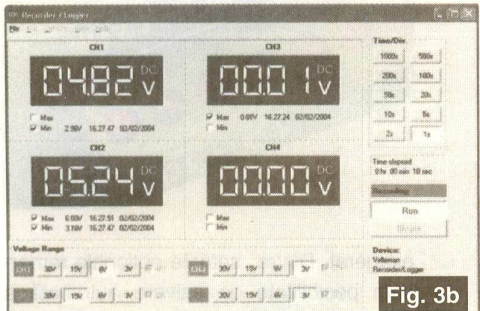 Recorder / Logger
CH1
04.82 DC V
Max
Min 2.98V 16.27.47 02/02/2004
CH3
00.01 DC V
Max 0.01V 16.27.24 02/02/2004
Min
CH2
05.24 DC V
Max 6.00V 16.27.51 02/02/2004
Min 3.18V 16.27.47 02/02/2004
CH4
00.00 DC V
Max
Min
Time/Div.
1000s 500s
200s 100s
50s 20s
10s 5s
2s 1s
Time elapsed
0 hr 00 min 10 sec
Recording
Run
Voltage Range
CH1 30V 15V 6V 3V
30V 15V 6V 3V
30V 15V 6V 3V
30V 15V 6V 3V
Device:
Velleman
Recorder/Logger
Fig. 3b